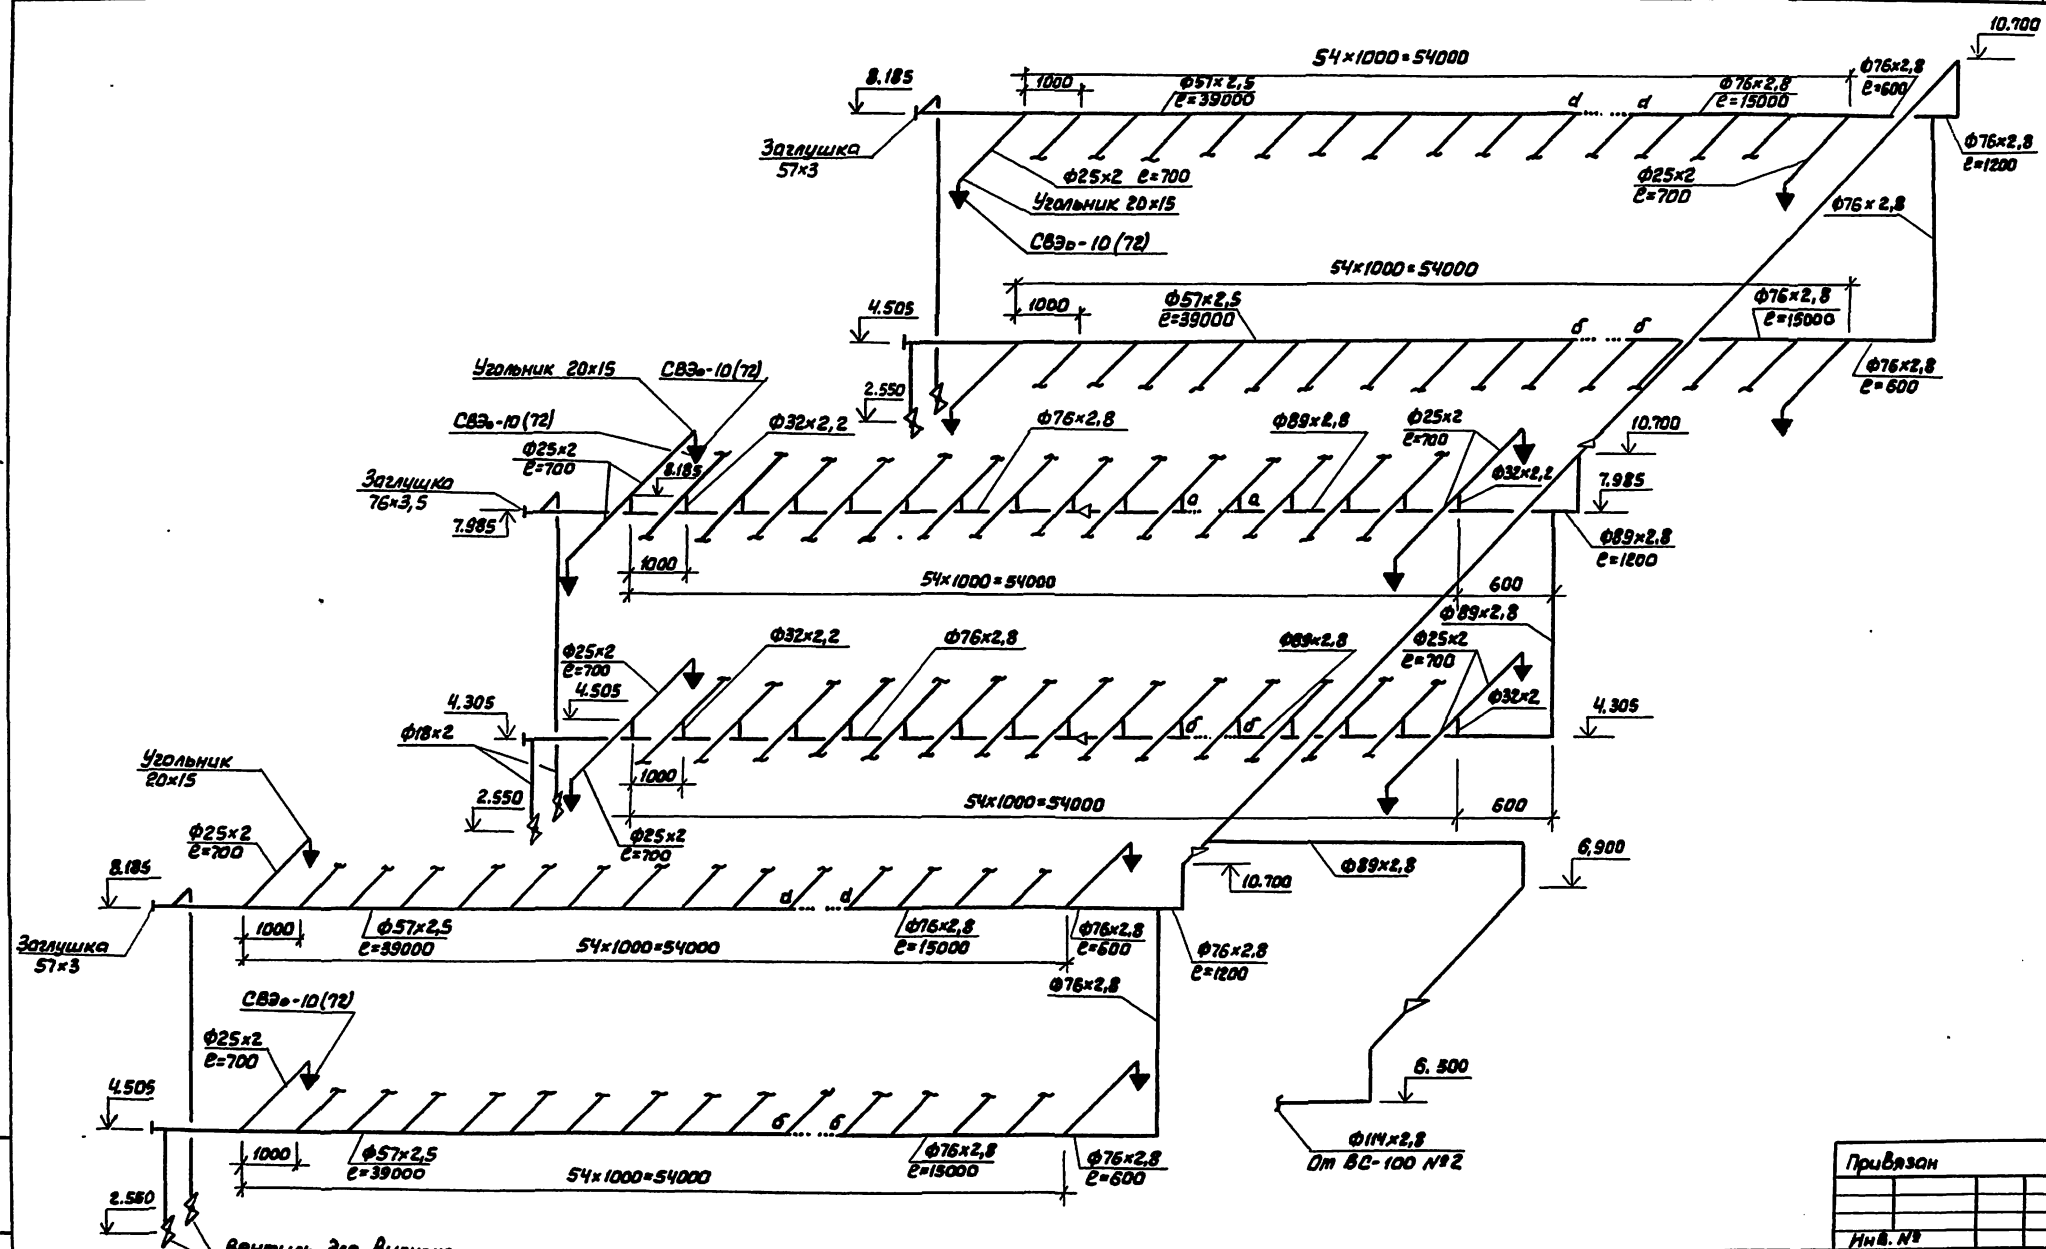 10.700
54×1000=54000
8.185
1000
Ф57×2,5
ℓ=39000
Ф76×2,8
ℓ=15000
Ф76×2,8
ℓ=600
d
d
Заглушка
57×3
Ф76×2,8
ℓ=1200
Ф25×2 ℓ=700
Угольник 20×15
СВЭо-10(72)
Ф25×2
ℓ=700
Ф76×2,8
54×1000=54000
4.505
1000
Ф57×2,5
ℓ=39000
б
б
Ф76×2,8
ℓ=15000
Ф76×2,8
ℓ=600
2.550
Угольник 20×15
СВЭо-10(72)
СВЭо-10(72)
Ф25×2
ℓ=700
Ф32×2,2
Ф76×2,8
Ф89×2,8
Ф25×2
ℓ=700
10.700
8.185
Заглушка
76×3,5
7.985
Ф32×2,2
7.985
а
а
Ф89×2,8
ℓ=1200
1000
54×1000=54000
600
Ф89×2,8
Ф25×2
ℓ=700
Ф32×2,2
Ф76×2,8
Ф89×2,8
Ф25×2
ℓ=700
4.505
4.305
Ф32×2,
4.305
Ф18×2
б
б
1000
54×1000=54000
600
Угольник
20×15
2.550
Ф25×2
ℓ=700
Ф25×2
ℓ=700
8.185
Ф89×2,8
6,900
10.700
d
d
1000
Ф57×2,5
ℓ=39000
54×1000=54000
Ф76×2,8
ℓ=15000
Ф76×2,8
ℓ=600
Ф76×2.8
ℓ=1200
Заглушка
57×3
СВЭо-10(72)
Ф76×2,8
Ф25×2
ℓ=700
4.505
6.300
б
б
1000
Ф57×2,5
ℓ=39000
54×1000=54000
Ф76×2,8
ℓ=15000
Ф76×2,8
ℓ=600
Ф114×2,8
От ВС-100 №2
2.550
Вентиль для
Привязан
Инв. №